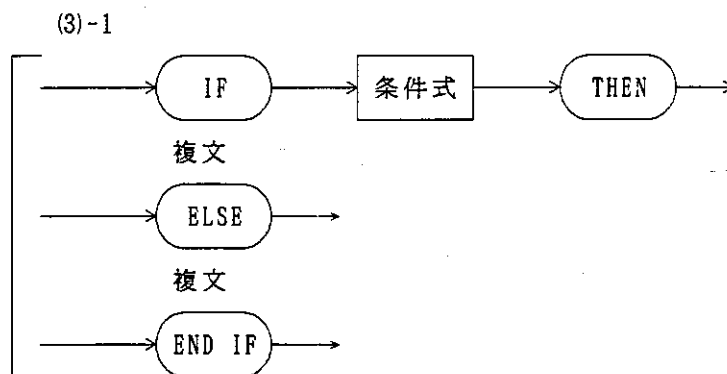 (3)-1
IF 条件式 THEN
複文
ELSE
複文
END IF